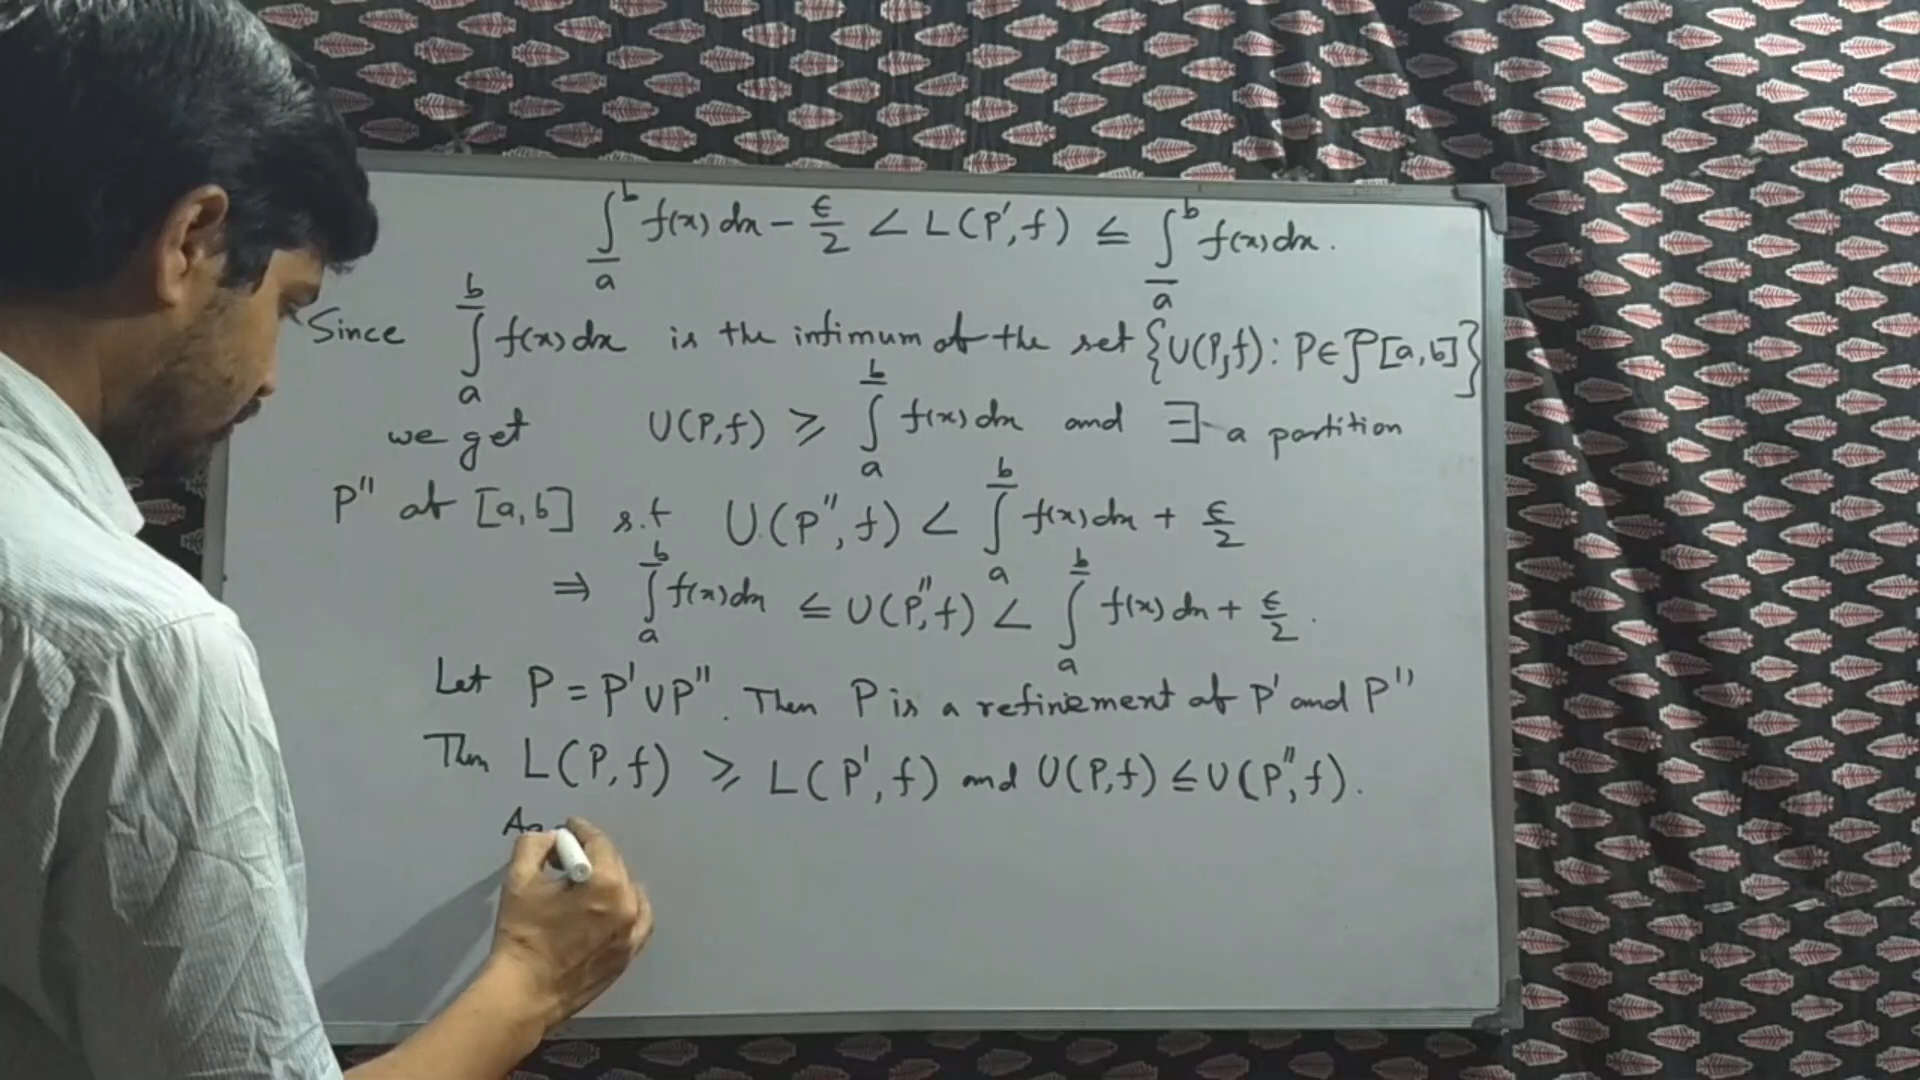 ∫_a^b f(x) dx − ε/2 < L(P′, f) ≤ ∫_a^b f(x) dx.
Since ∫_a^b f(x) dx is the infimum of the set {U(P, f) : P ∈ 𝒫[a, b]}
we get U(P, f) ≥ ∫_a^b f(x) dx and ∃ a partition
P″ of [a, b] s.t U(P″, f) < ∫_a^b f(x) dx + ε/2
⇒ ∫_a^b f(x) dx ≤ U(P″, f) < ∫_a^b f(x) dx + ε/2.
Let P = P′ ∪ P″. Then P is a refinement of P′ and P″
Then L(P, f) ≥ L(P′, f) and U(P, f) ≤ U(P″, f).